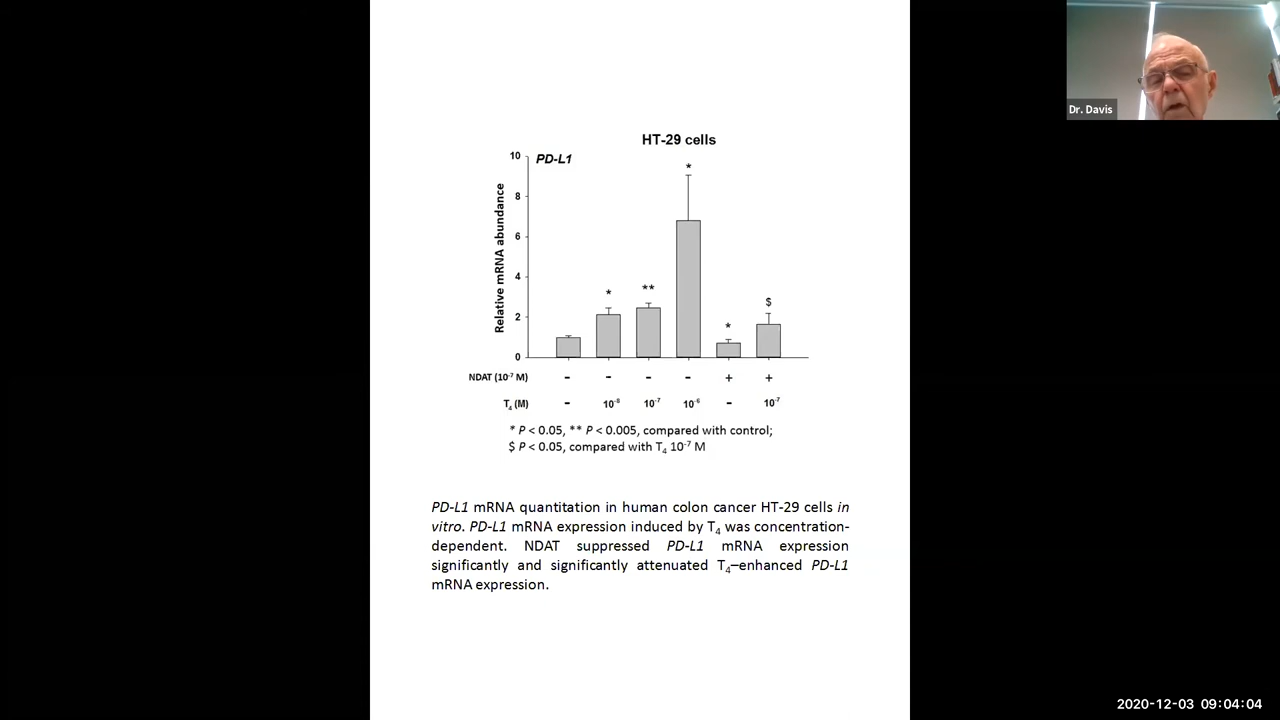 Dr. Davis
HT-29 cells
PD-L1
Relative mRNA abundance
10
8
6
4
2
0
*
**
*
*
$
NDAT (10⁻⁷ M) - - - - + +
T₄ (M) - 10⁻⁸ 10⁻⁷ 10⁻⁶ - 10⁻⁷
* P < 0.05, ** P < 0.005, compared with control;
$ P < 0.05, compared with T₄ 10⁻⁷ M
PD-L1 mRNA quantitation in human colon cancer HT-29 cells in
vitro. PD-L1 mRNA expression induced by T₄ was concentration-
dependent. NDAT suppressed PD-L1 mRNA expression
significantly and significantly attenuated T₄–enhanced PD-L1
mRNA expression.
2020-12-03 09:04:04